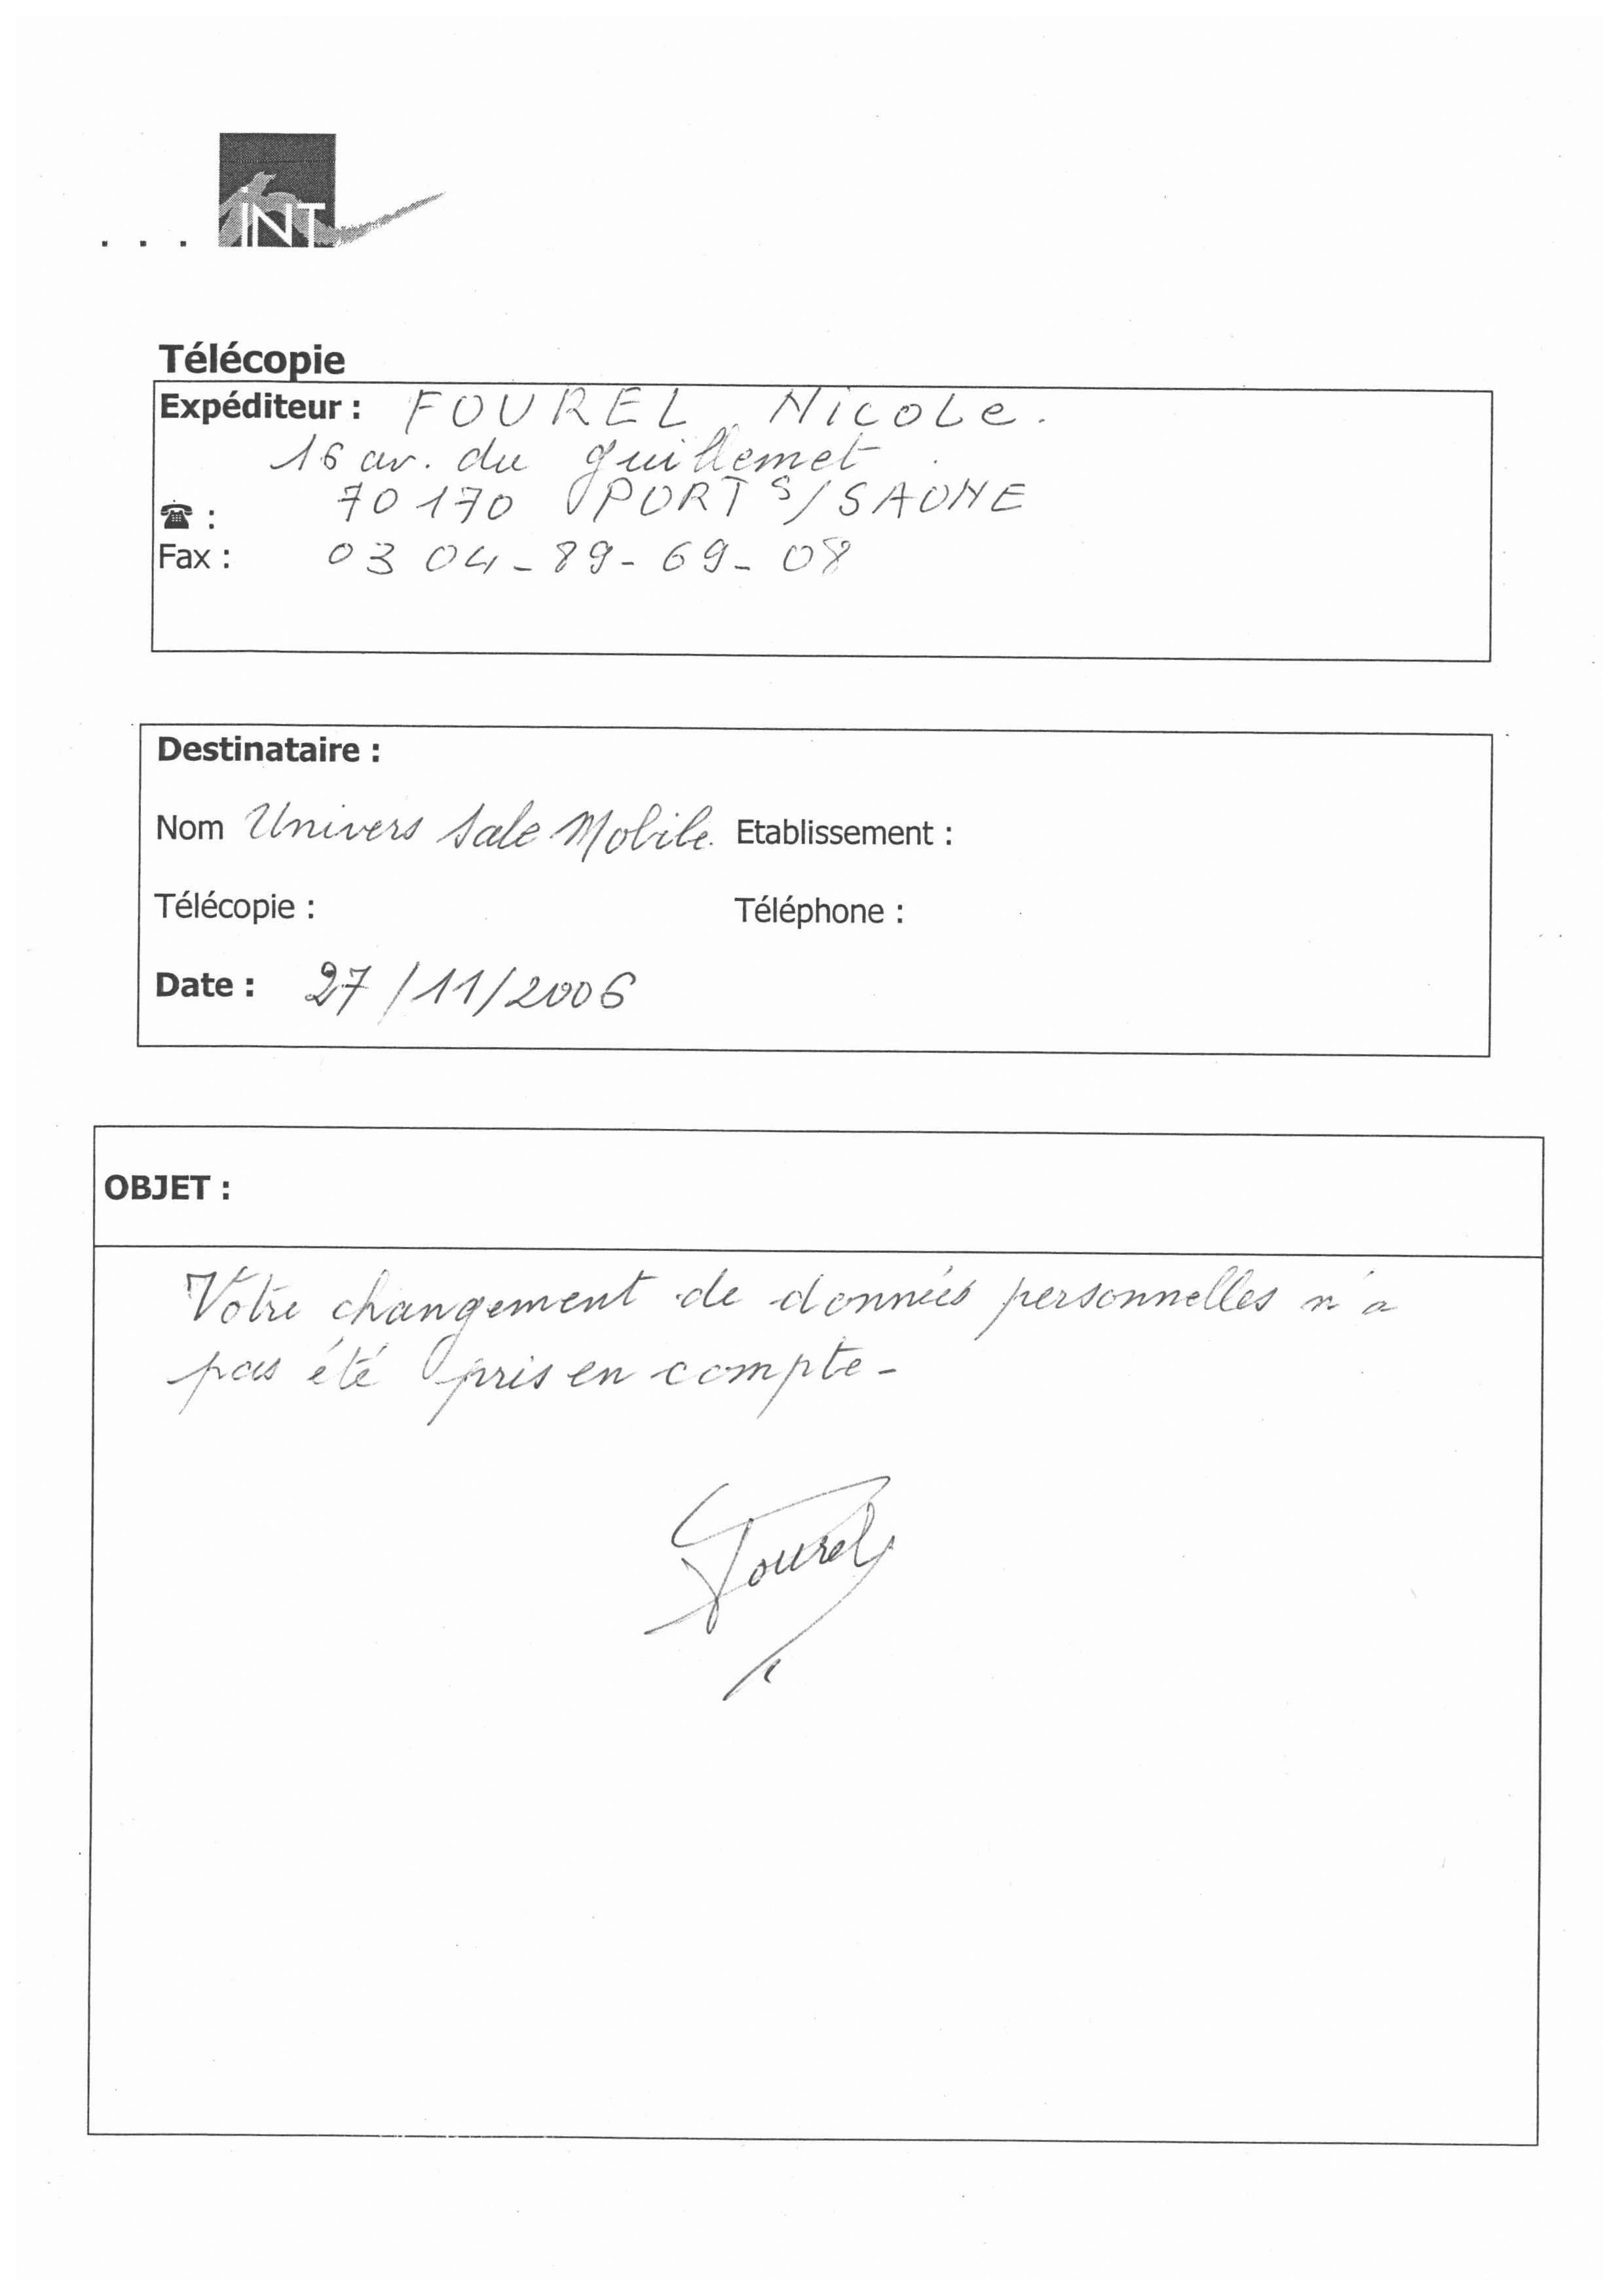 ... INT
Télécopie
Expéditeur : FOUREL Nicole.
16 av. du guillemet
☎ : 70170 PORT S/SAONE
Fax : 03 04-89-69-08
Destinataire :
Nom Univers Sale Mobile. Etablissement :
Télécopie : Téléphone :
Date : 27/11/2006
OBJET :
Votre changement de données personnelles n'a
pas été pris en compte-
Fourel